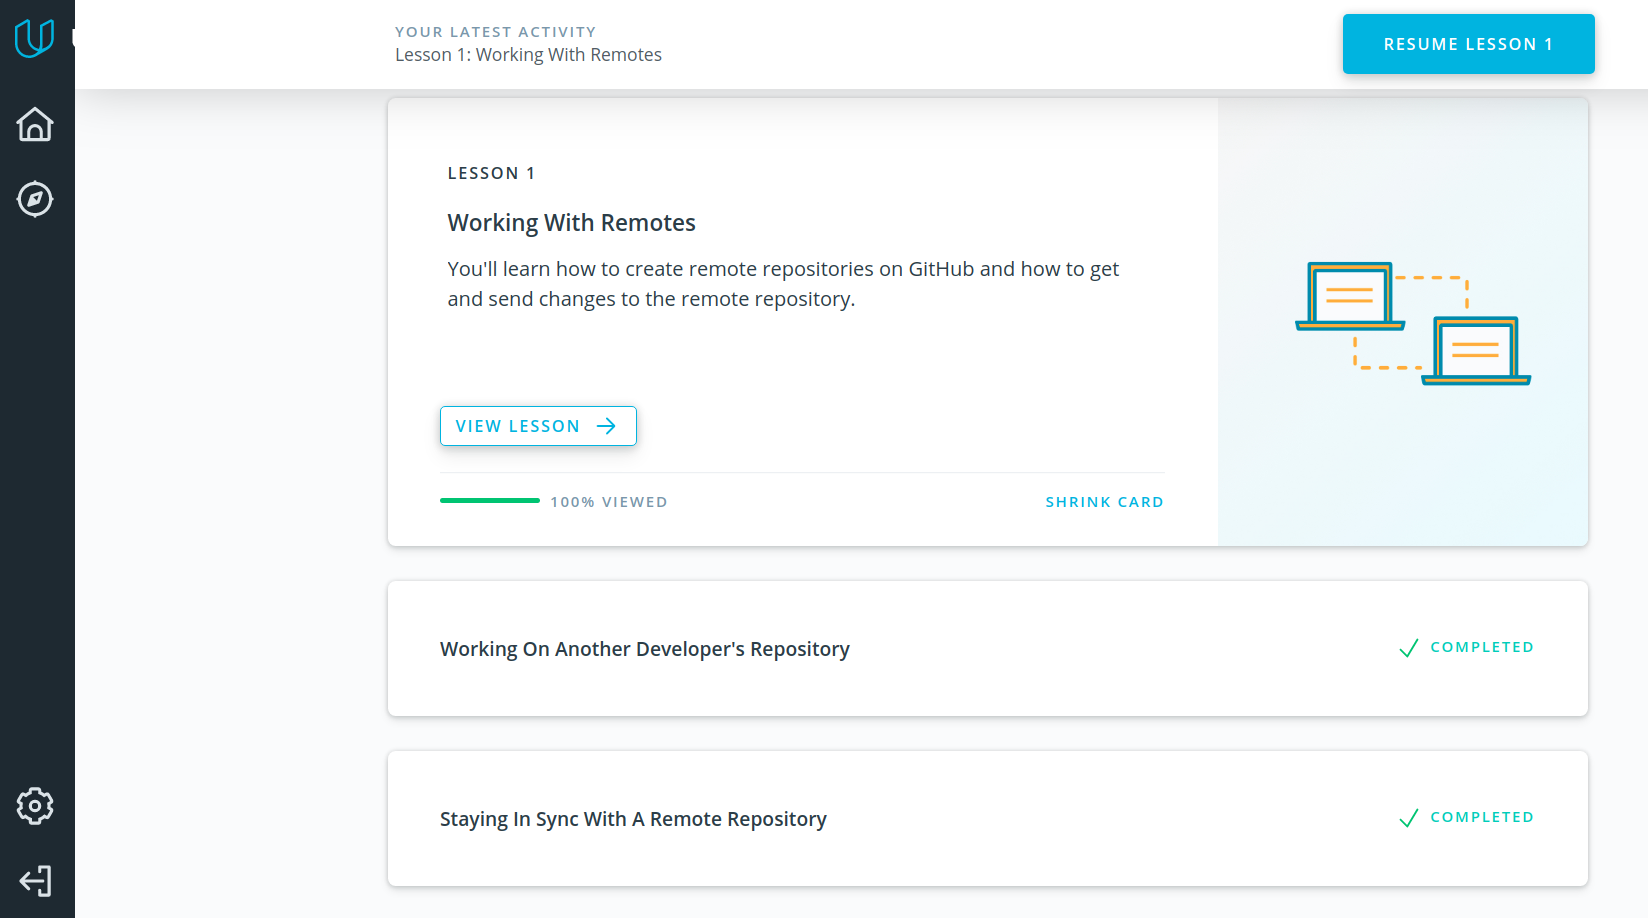 YOUR LATEST ACTIVITY
Lesson 1: Working With Remotes
RESUME LESSON 1
LESSON 1
Working With Remotes
You'll learn how to create remote repositories on GitHub and how to get
and send changes to the remote repository.
VIEW LESSON
100% VIEWED
SHRINK CARD
Working On Another Developer's Repository
COMPLETED
Staying In Sync With A Remote Repository
COMPLETED